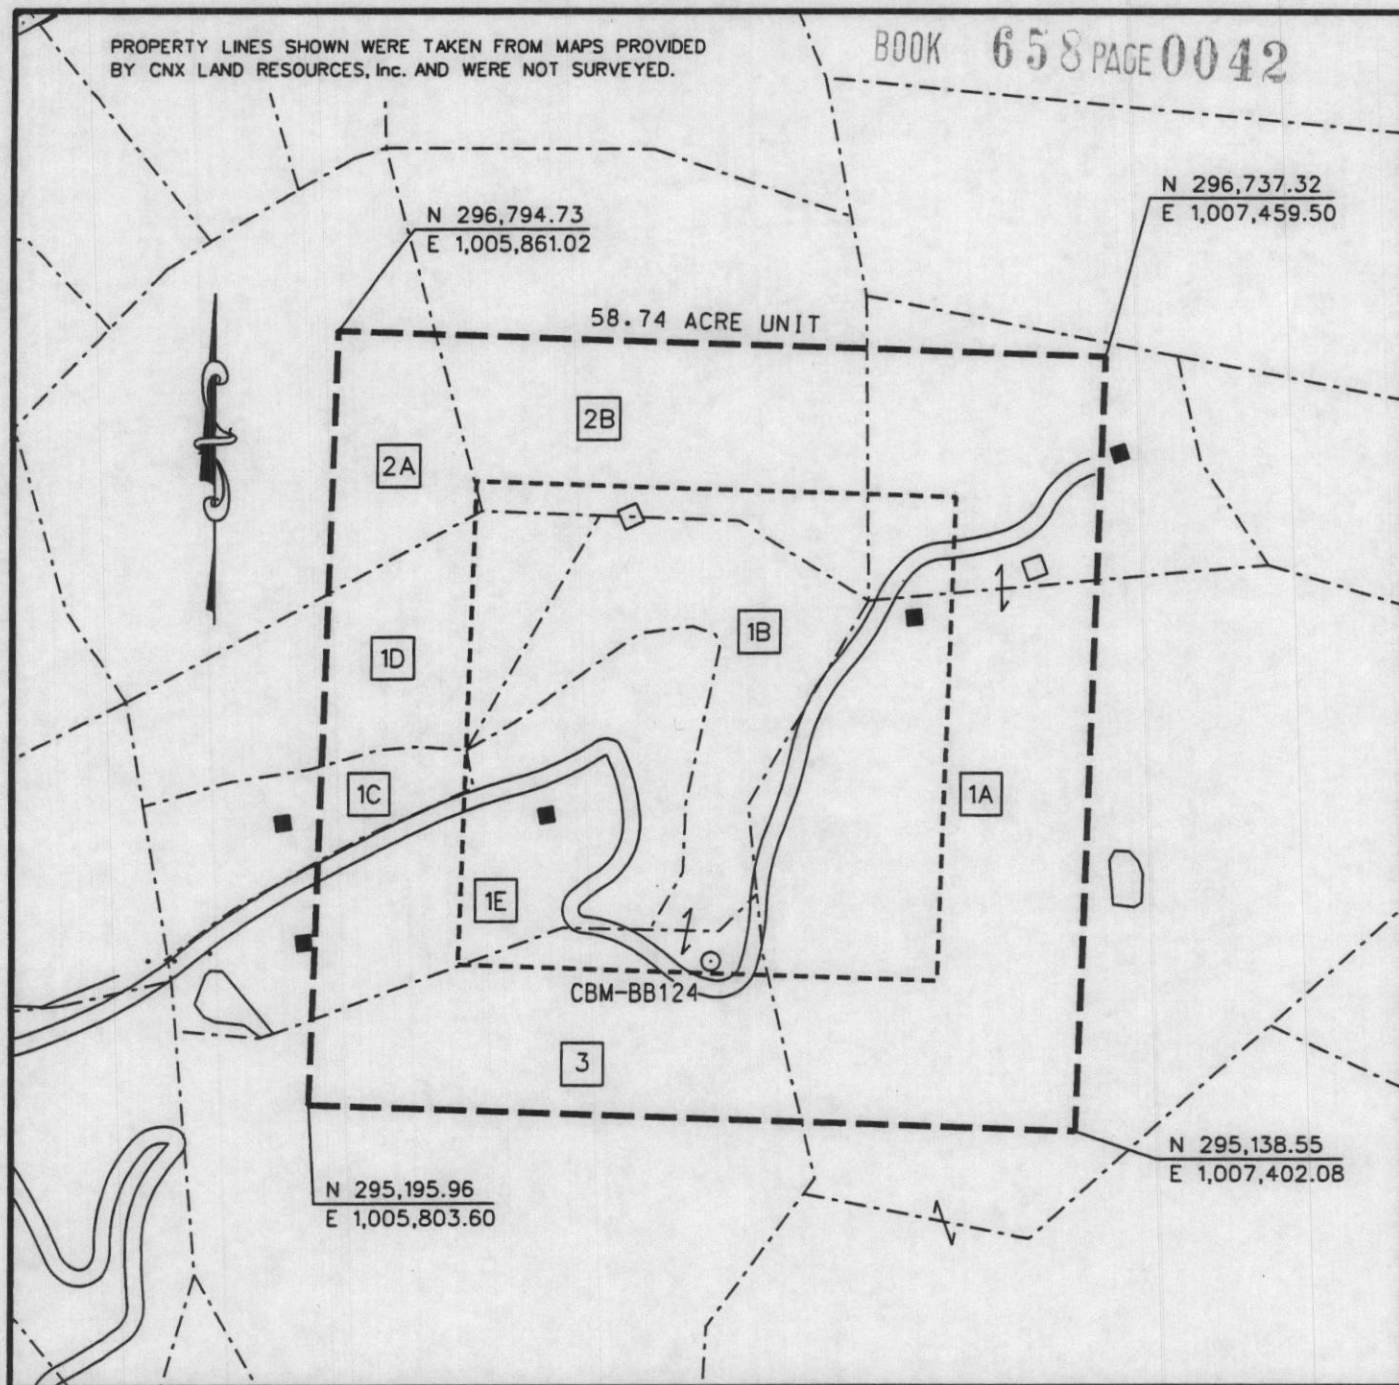 PROPERTY LINES SHOWN WERE TAKEN FROM MAPS PROVIDED
BY CNX LAND RESOURCES, Inc. AND WERE NOT SURVEYED.
BOOK 658 PAGE 0042
N 296,737.32
E 1,007,459.50
N 296,794.73
E 1,005,861.02
58.74 ACRE UNIT
2B
2A
1B
1D
1C
1A
1E
CBM-BB124
3
N 295,138.55
E 1,007,402.08
N 295,195.96
E 1,005,803.60